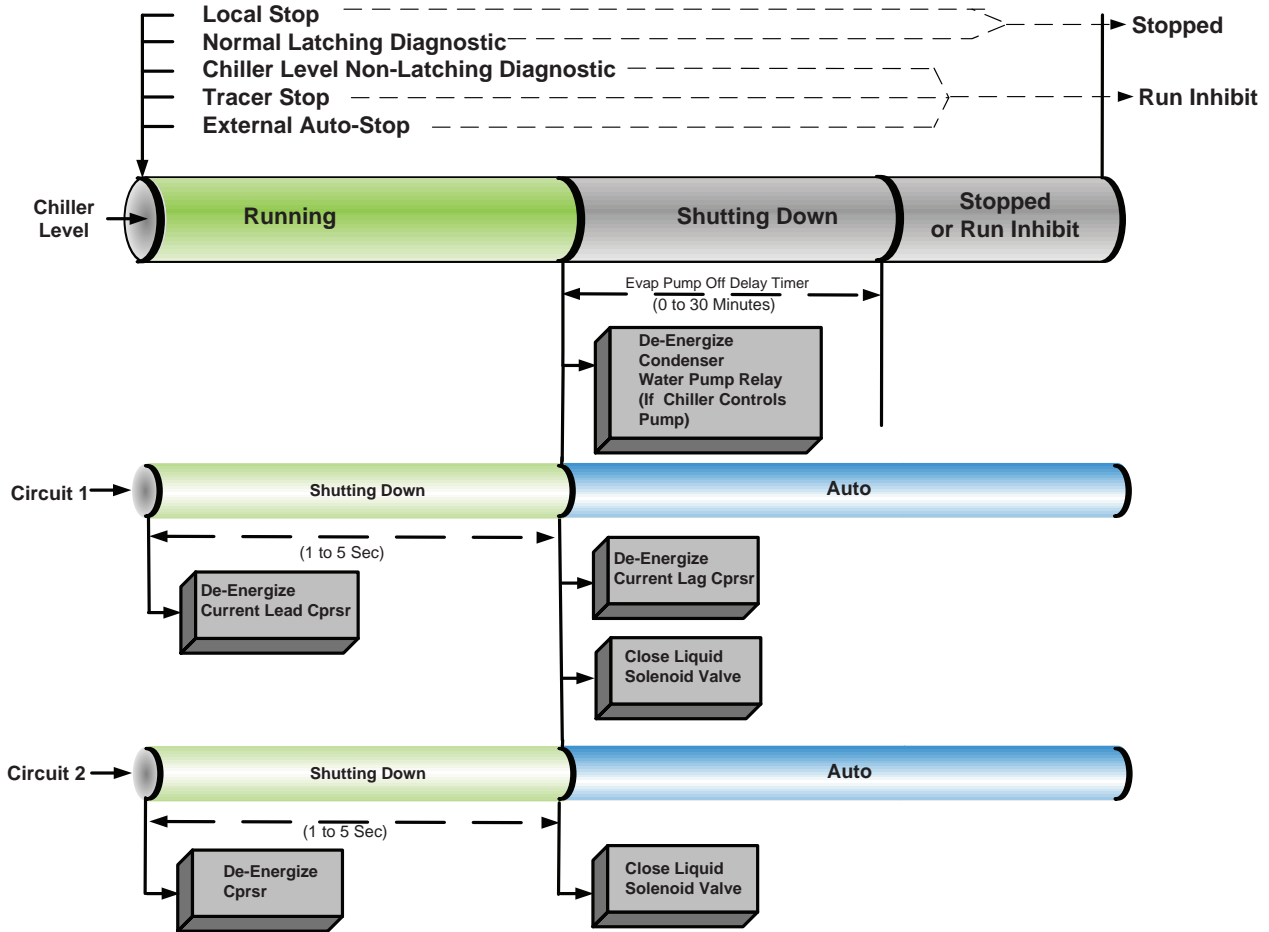 Local Stop
Normal Latching Diagnostic
Chiller Level Non-Latching Diagnostic
Tracer Stop
External Auto-Stop
Stopped
Run Inhibit
Chiller
Level
Running
Shutting Down
Stopped
or Run Inhibit
Evap Pump Off Delay Timer
(0 to 30 Minutes)
De-Energize
Condenser
Water Pump Relay
(If Chiller Controls
Pump)
Circuit 1
Shutting Down
Auto
(1 to 5 Sec)
De-Energize
Current Lead Cprsr
De-Energize
Current Lag Cprsr
Close Liquid
Solenoid Valve
Circuit 2
Shutting Down
Auto
(1 to 5 Sec)
De-Energize
Cprsr
Close Liquid
Solenoid Valve